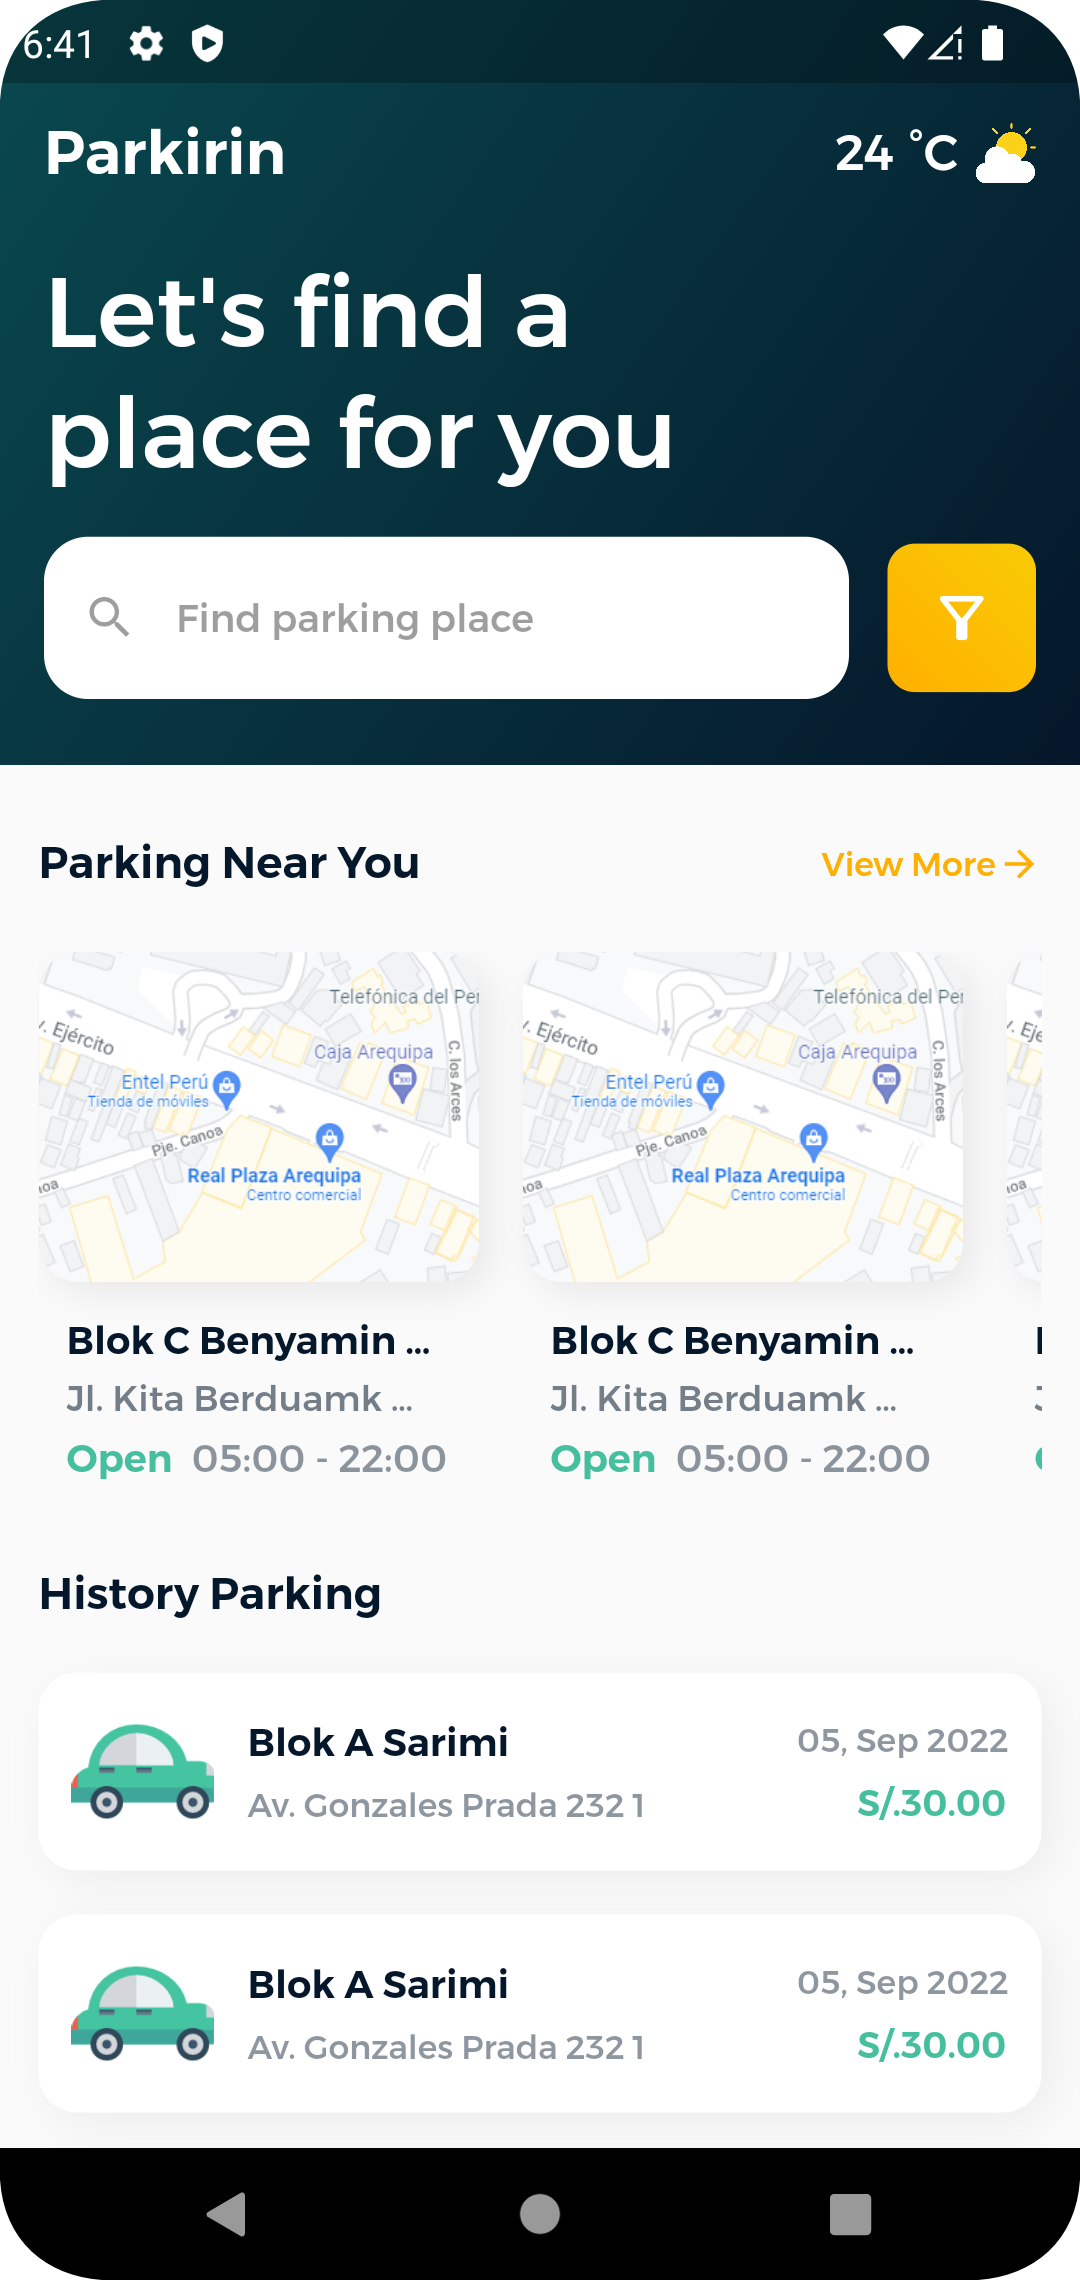 6:41
Parkirin
24 °C
Let's find a
place for you
Find parking place
Parking Near You
View More
Telefónica del Per
v. Ejército
Caja Arequipa
C. los Arces
Entel Perú
Tienda de móviles
Pje. Canoa
Real Plaza Arequipa
Centro comercial
noa
Telefónica del Per
v. Ejército
Caja Arequipa
C. los Arces
Entel Perú
Tienda de móviles
Pje. Canoa
Real Plaza Arequipa
Centro comercial
noa
v. Eje
noa
Blok C Benyamin ...
Jl. Kita Berduamk ...
Open 05:00 - 22:00
Blok C Benyamin ...
Jl. Kita Berduamk ...
Open 05:00 - 22:00
History Parking
Blok A Sarimi
05, Sep 2022
Av. Gonzales Prada 232 1
S/.30.00
Blok A Sarimi
05, Sep 2022
Av. Gonzales Prada 232 1
S/.30.00